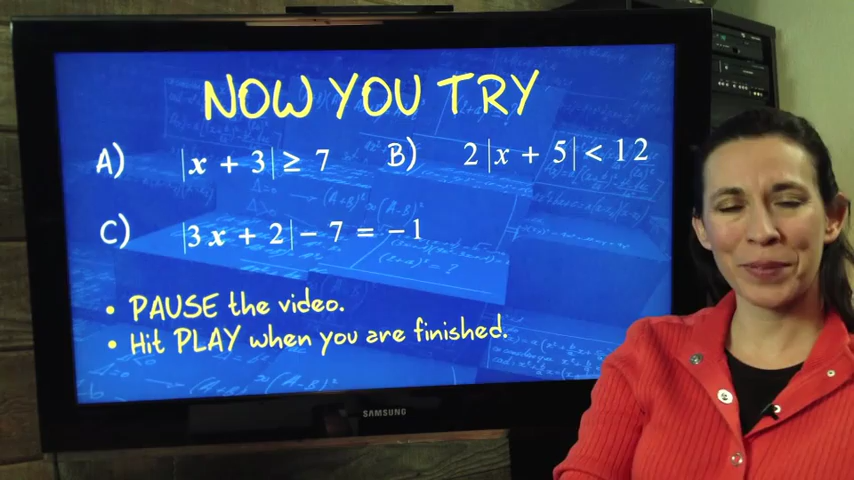 NOW YOU TRY
A) |x + 3| ≥ 7 B) 2|x + 5| < 12
C) |3x + 2| − 7 = −1
• PAUSE the video.
• Hit PLAY when you are finished.
SAMSUNG